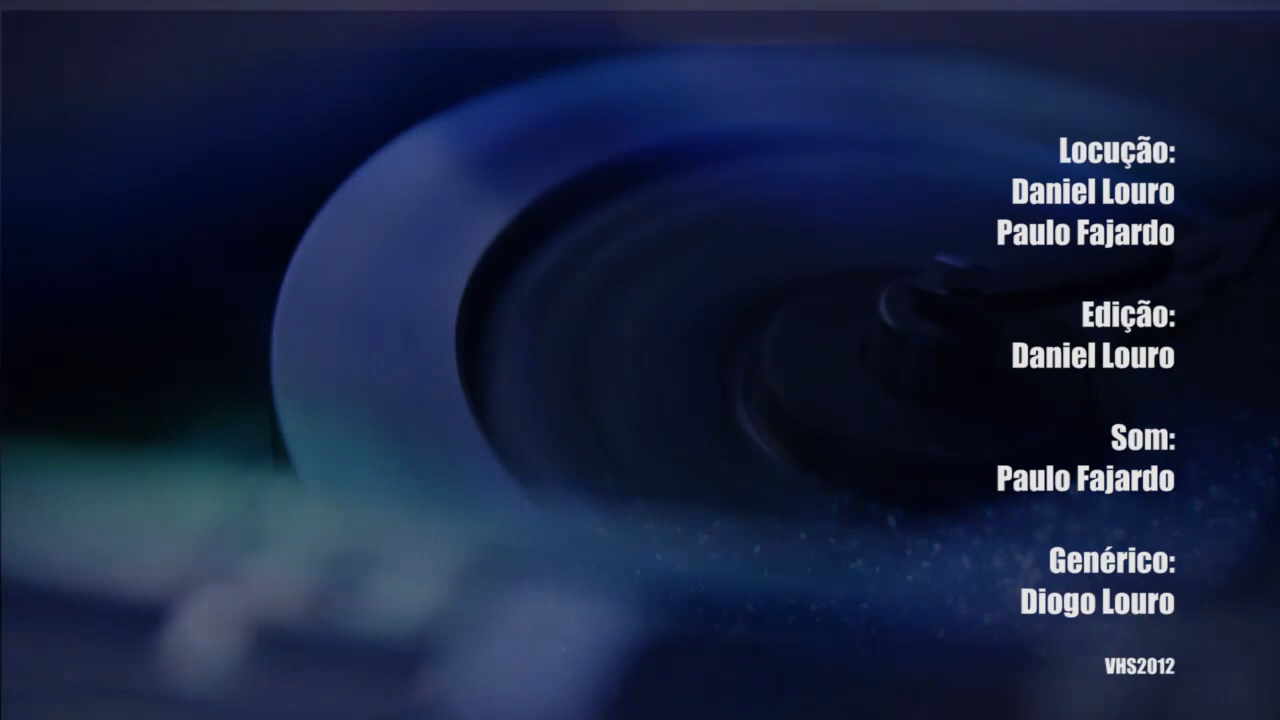 Locução:
Daniel Louro
Paulo Fajardo
Edição:
Daniel Louro
Som:
Paulo Fajardo
Genérico:
Diogo Louro
VHS2012